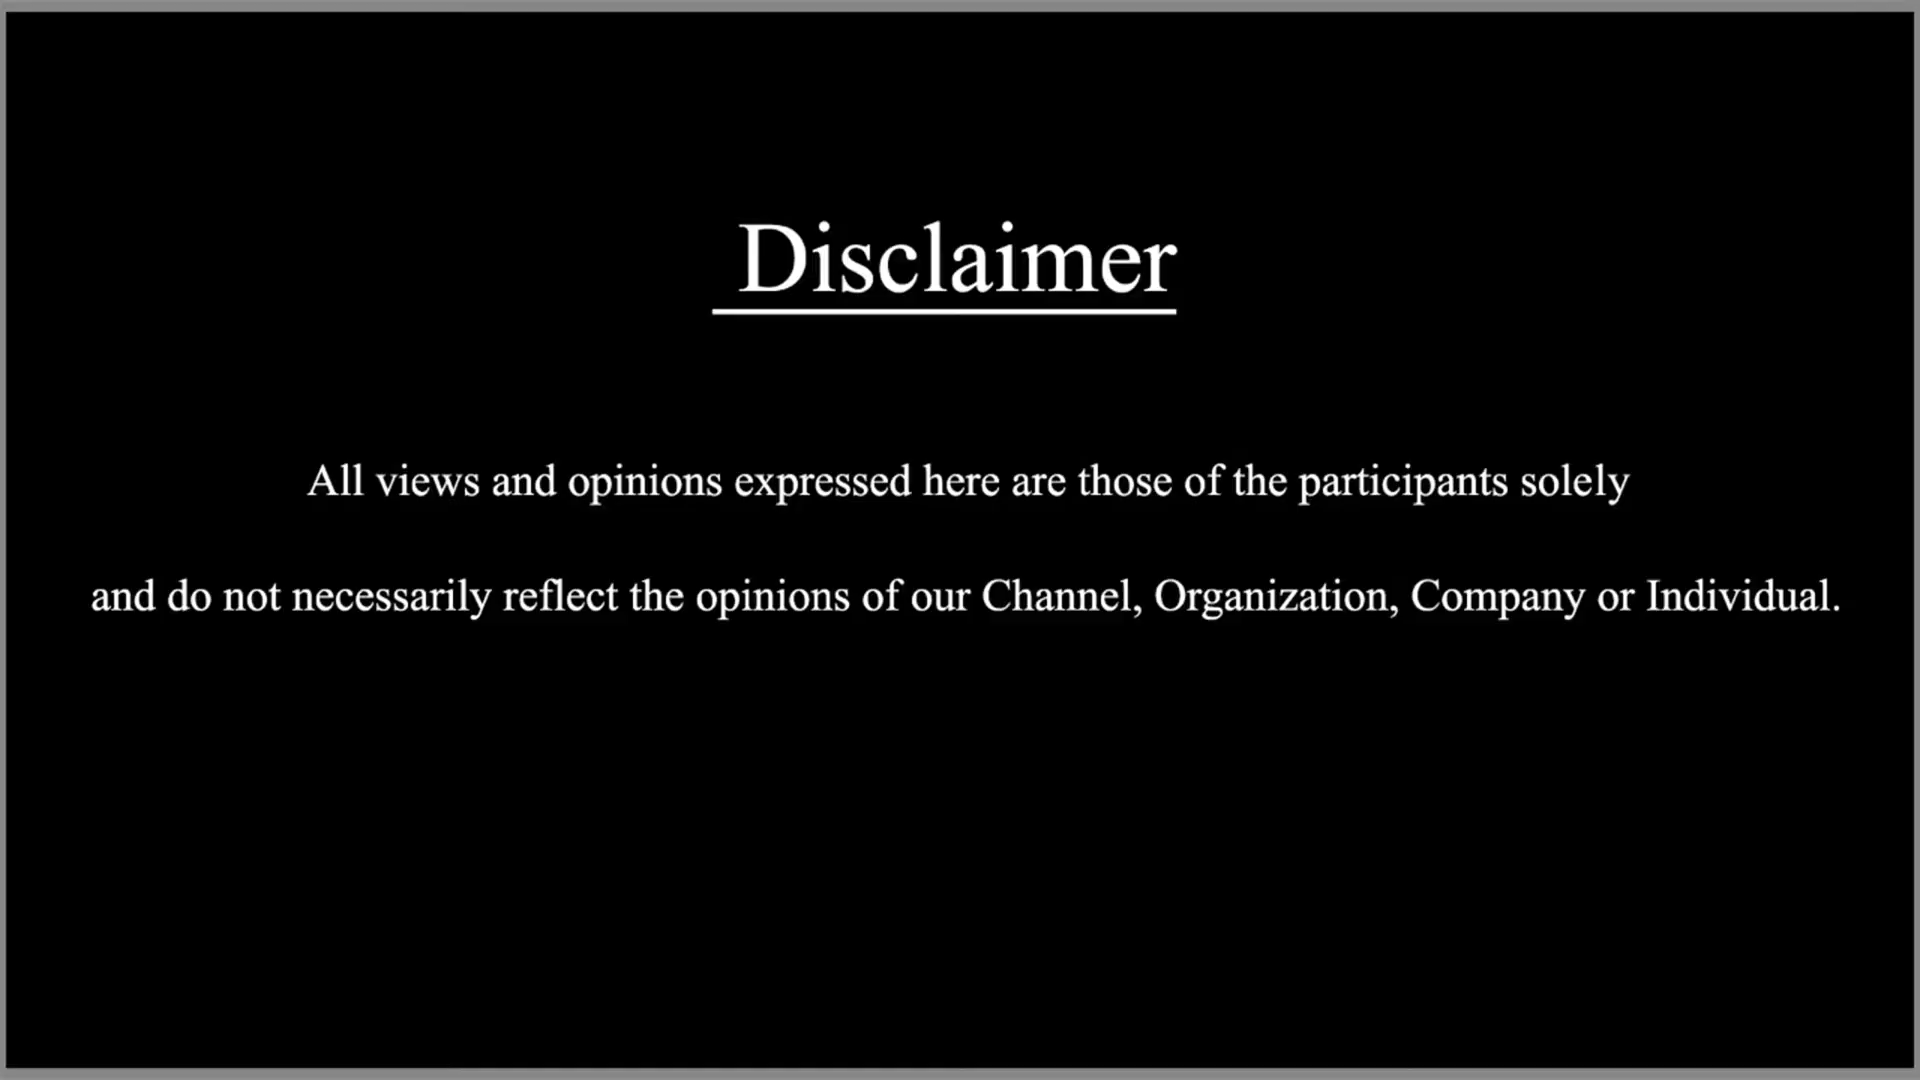 Disclaimer
All views and opinions expressed here are those of the participants solely
and do not necessarily reflect the opinions of our Channel, Organization, Company or Individual.